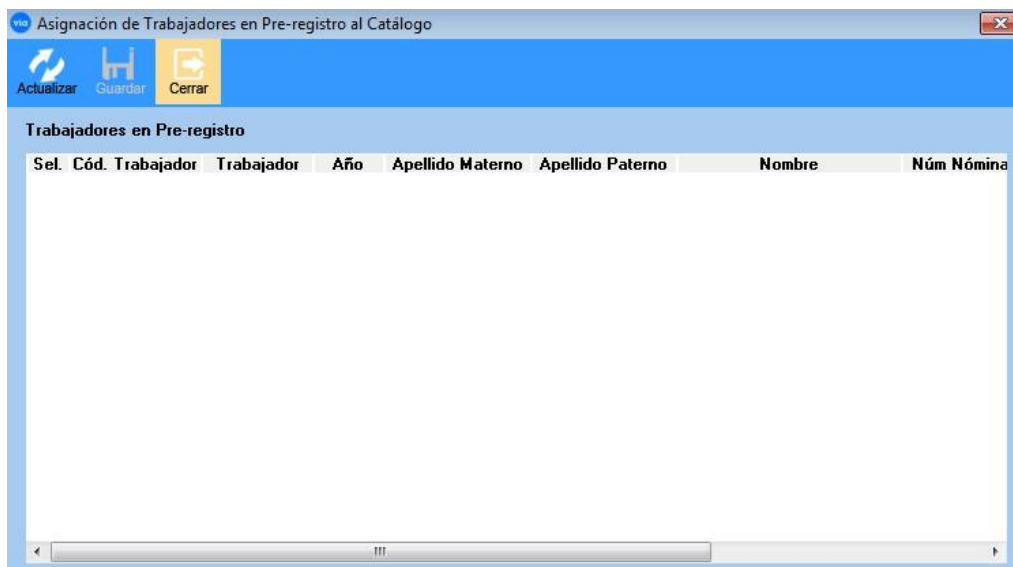 via Asignación de Trabajadores en Pre-registro al Catálogo
Actualizar Guardar Cerrar
Trabajadores en Pre-registro
Sel. Cód. Trabajador Trabajador Año Apellido Materno Apellido Paterno Nombre Núm Nómina